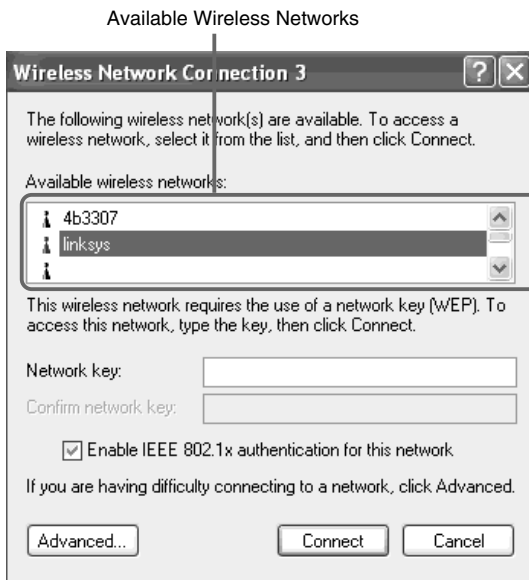 Available Wireless Networks
Wireless Network Connection 3
The following wireless network(s) are available. To access a
wireless network, select it from the list, and then click Connect.
Available wireless networks:
4b3307
linksys
This wireless network requires the use of a network key (WEP). To
access this network, type the key, then click Connect.
Network key:
Confirm network key:
Enable IEEE 802.1x authentication for this network
If you are having difficulty connecting to a network, click Advanced.
Advanced...
Connect
Cancel